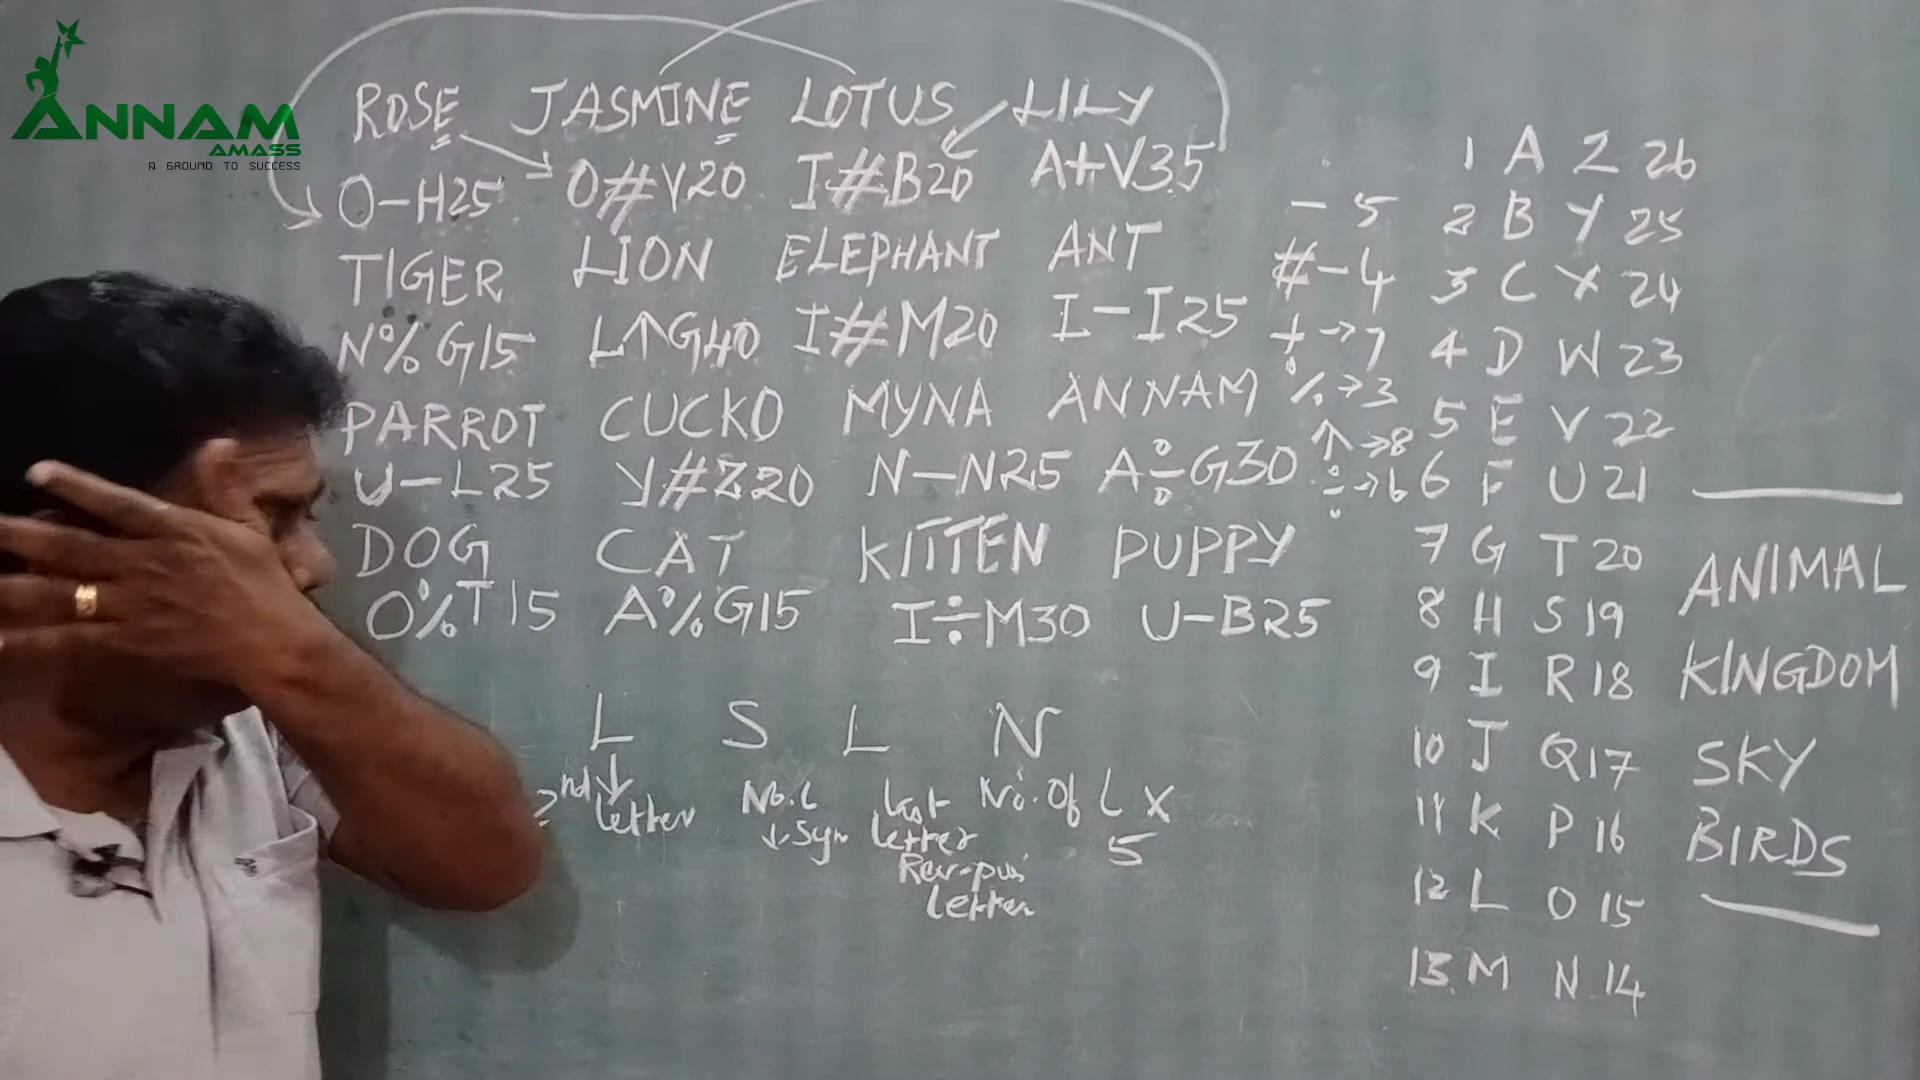 ANNAM
AMASS
A GROUND TO SUCCESS
ROSE JASMINE LOTUS LILY
O-H25 O#V20 I#B20 A+V35
TIGER LION ELEPHANT ANT
N%G15 L↑G40 I#M20 I-I25
PARROT CUCKO MYNA ANNAM
U-L25 Y#Z20 N-N25 A÷G30
DOG CAT KITTEN PUPPY
O%T15 A%G15 I÷M30 U-B25
L S L N
2nd ↓ letter No.L ↓ Sym last letter No. Of L X 5
Rev-pos letter
- 5
#-4
+→7
%→3
↑→8
÷→6
1 A Z 26
2 B Y 25
3 C X 24
4 D W 23
5 E V 22
6 F U 21
7 G T 20
8 H S 19
9 I R 18
10 J Q 17
11 K P 16
12 L O 15
13 M N 14
ANIMAL
KINGDOM
SKY
BIRDS